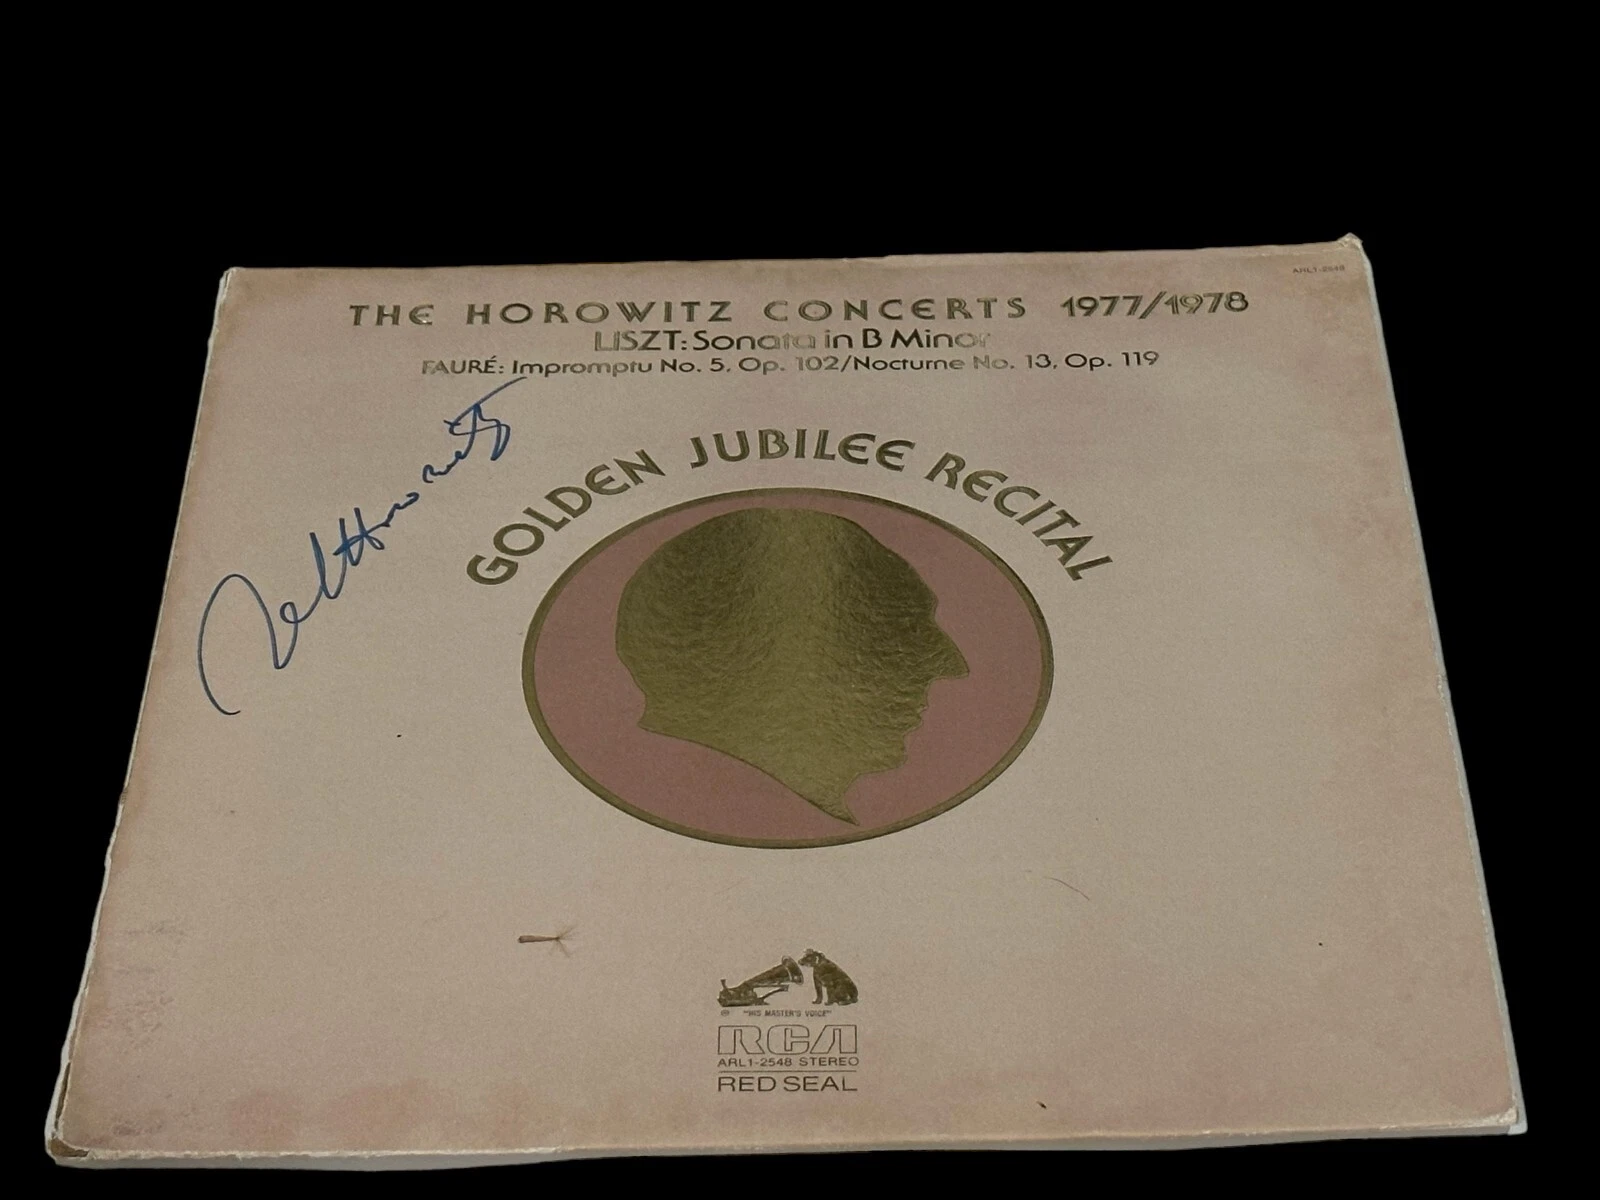 ARL1-2548
THE HOROWITZ CONCERTS 1977/1978
LISZT: Sonata in B Minor
FAURÉ: Impromptu No. 5, Op. 102/Nocturne No. 13, Op. 119
Horowitz
GOLDEN JUBILEE RECITAL
® "HIS MASTER'S VOICE"
RCA
ARL1-2548 STEREO
RED SEAL